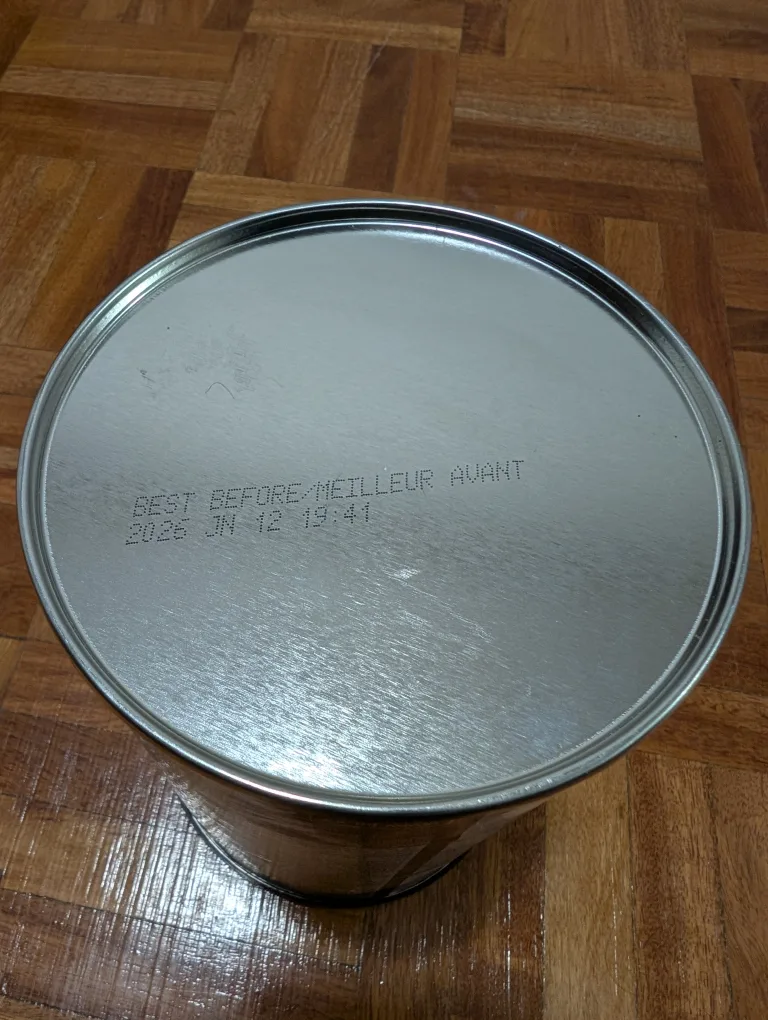 BEST BEFORE/MEILLEUR AVANT
2026 JN 12 19:41